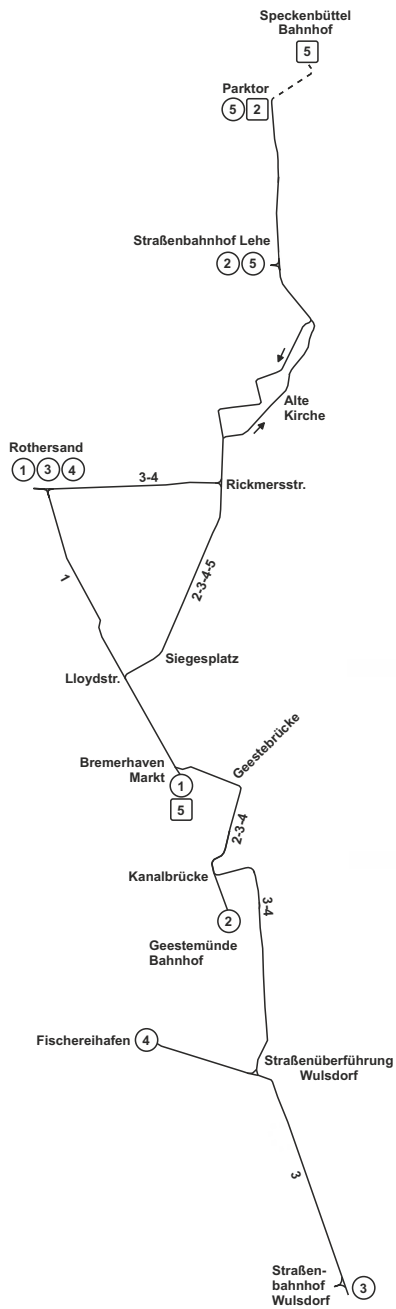 Speckenbüttel
Bahnhof
5
Parktor
5 2
Straßenbahnhof Lehe
2 5
Alte
Kirche
Rothersand
1 3 4
3-4
Rickmersstr.
1
2-3-4-5
Siegesplatz
Lloydstr.
Geestebrücke
Bremerhaven
Markt
1
5
2-3-4
Kanalbrücke
3-4
2
Geestemünde
Bahnhof
Fischereihafen 4
Straßenüberführung
Wulsdorf
3
Straßen-
bahnhof
Wulsdorf
3